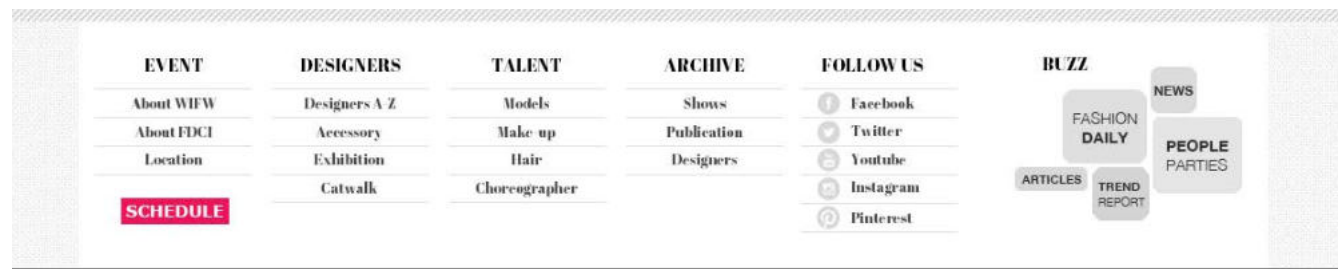 EVENT
About WIFW
About FDCI
Location
SCHEDULE
DESIGNERS
Designers A-Z
Accessory
Exhibition
Catwalk
TALENT
Models
Make-up
Hair
Choreographer
ARCHIVE
Shows
Publication
Designers
FOLLOW US
Facebook
Twitter
Youtube
Instagram
Pinterest
BUZZ
NEWS
FASHION
DAILY
PEOPLE
PARTIES
ARTICLES
TREND
REPORT